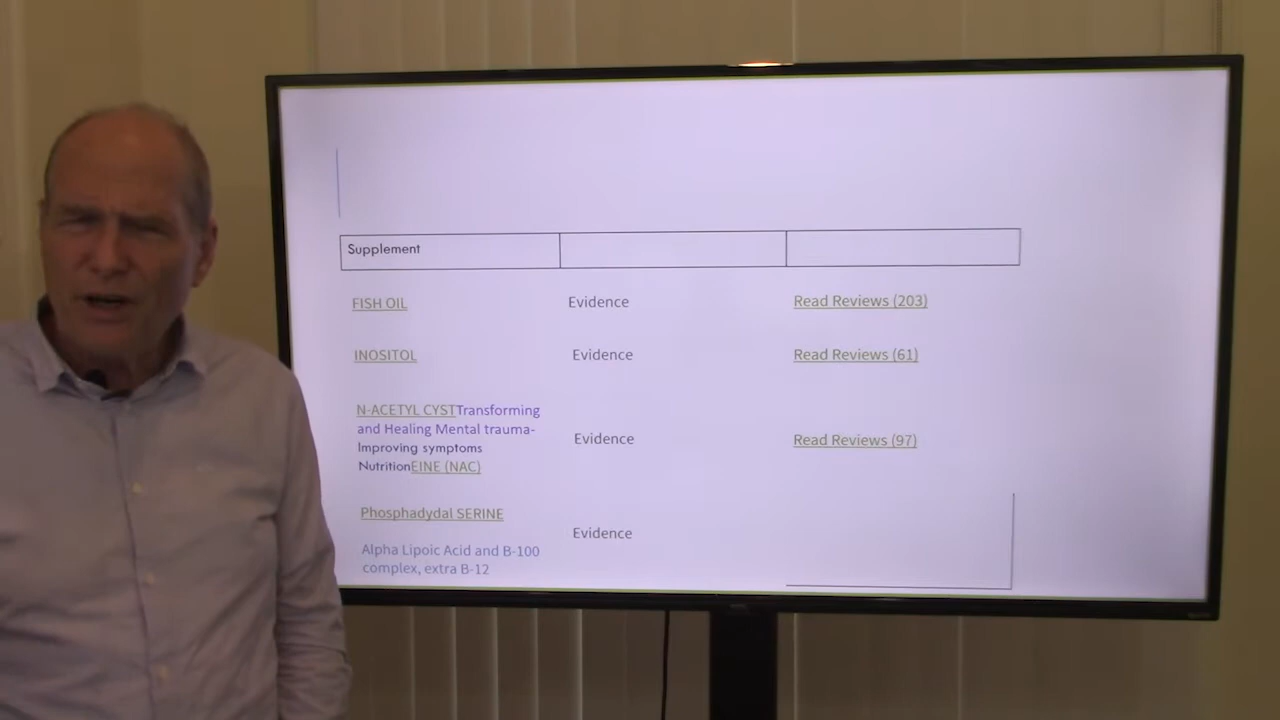 Supplement
FISH OIL Evidence Read Reviews (203)
INOSITOL Evidence Read Reviews (61)
N-ACETYL CYSTTransforming
and Healing Mental trauma-
Improving symptoms
NutritionEINE (NAC)
Evidence Read Reviews (97)
Phosphadydal SERINE
Evidence
Alpha Lipoic Acid and B-100
complex, extra B-12